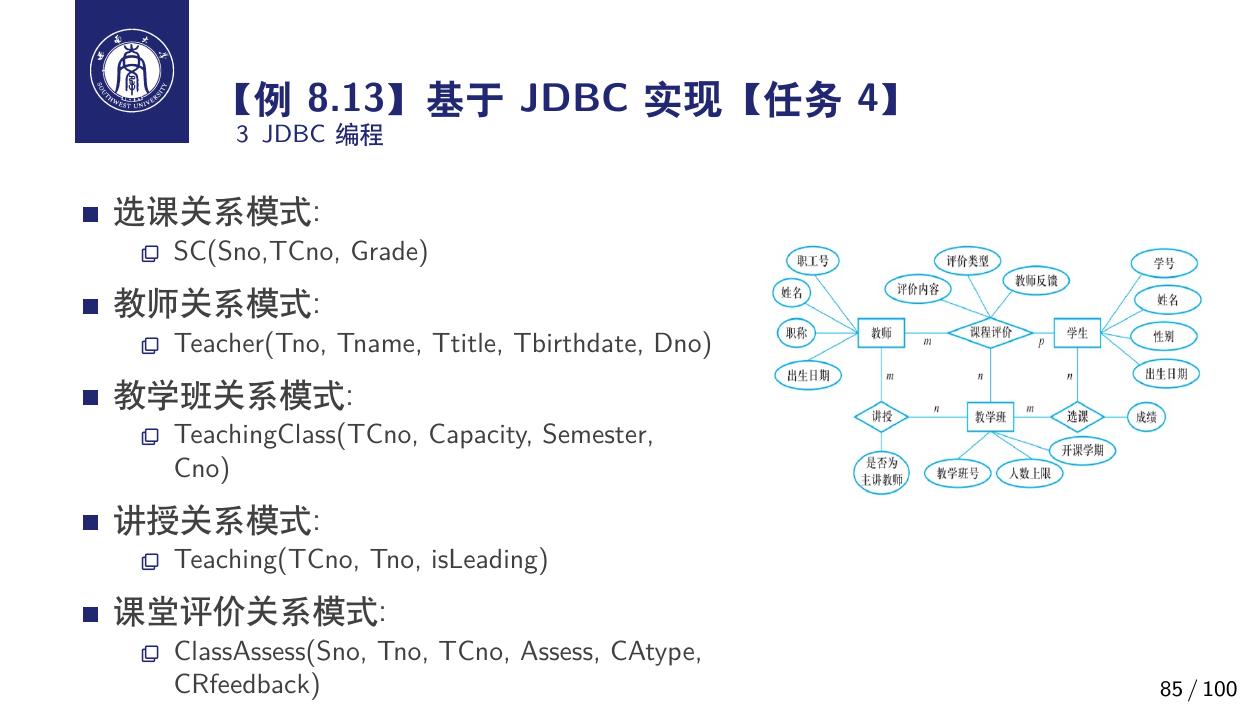 西南大学
SOUTHWEST UNIVERSITY
【例 8.13】基于 JDBC 实现【任务 4】
3 JDBC 编程
选课关系模式:
SC(Sno,TCno, Grade)
教师关系模式:
Teacher(Tno, Tname, Ttitle, Tbirthdate, Dno)
教学班关系模式:
TeachingClass(TCno, Capacity, Semester,
Cno)
讲授关系模式:
Teaching(TCno, Tno, isLeading)
课堂评价关系模式:
ClassAssess(Sno, Tno, TCno, Assess, CAtype,
CRfeedback)
职工号
评价类型
学号
姓名
评价内容
教师反馈
姓名
职称
教师
m
课程评价
p
学生
性别
出生日期
m
n
n
出生日期
讲授
n
教学班
m
选课
成绩
是否为
主讲教师
教学班号
人数上限
开课学期
85 / 100